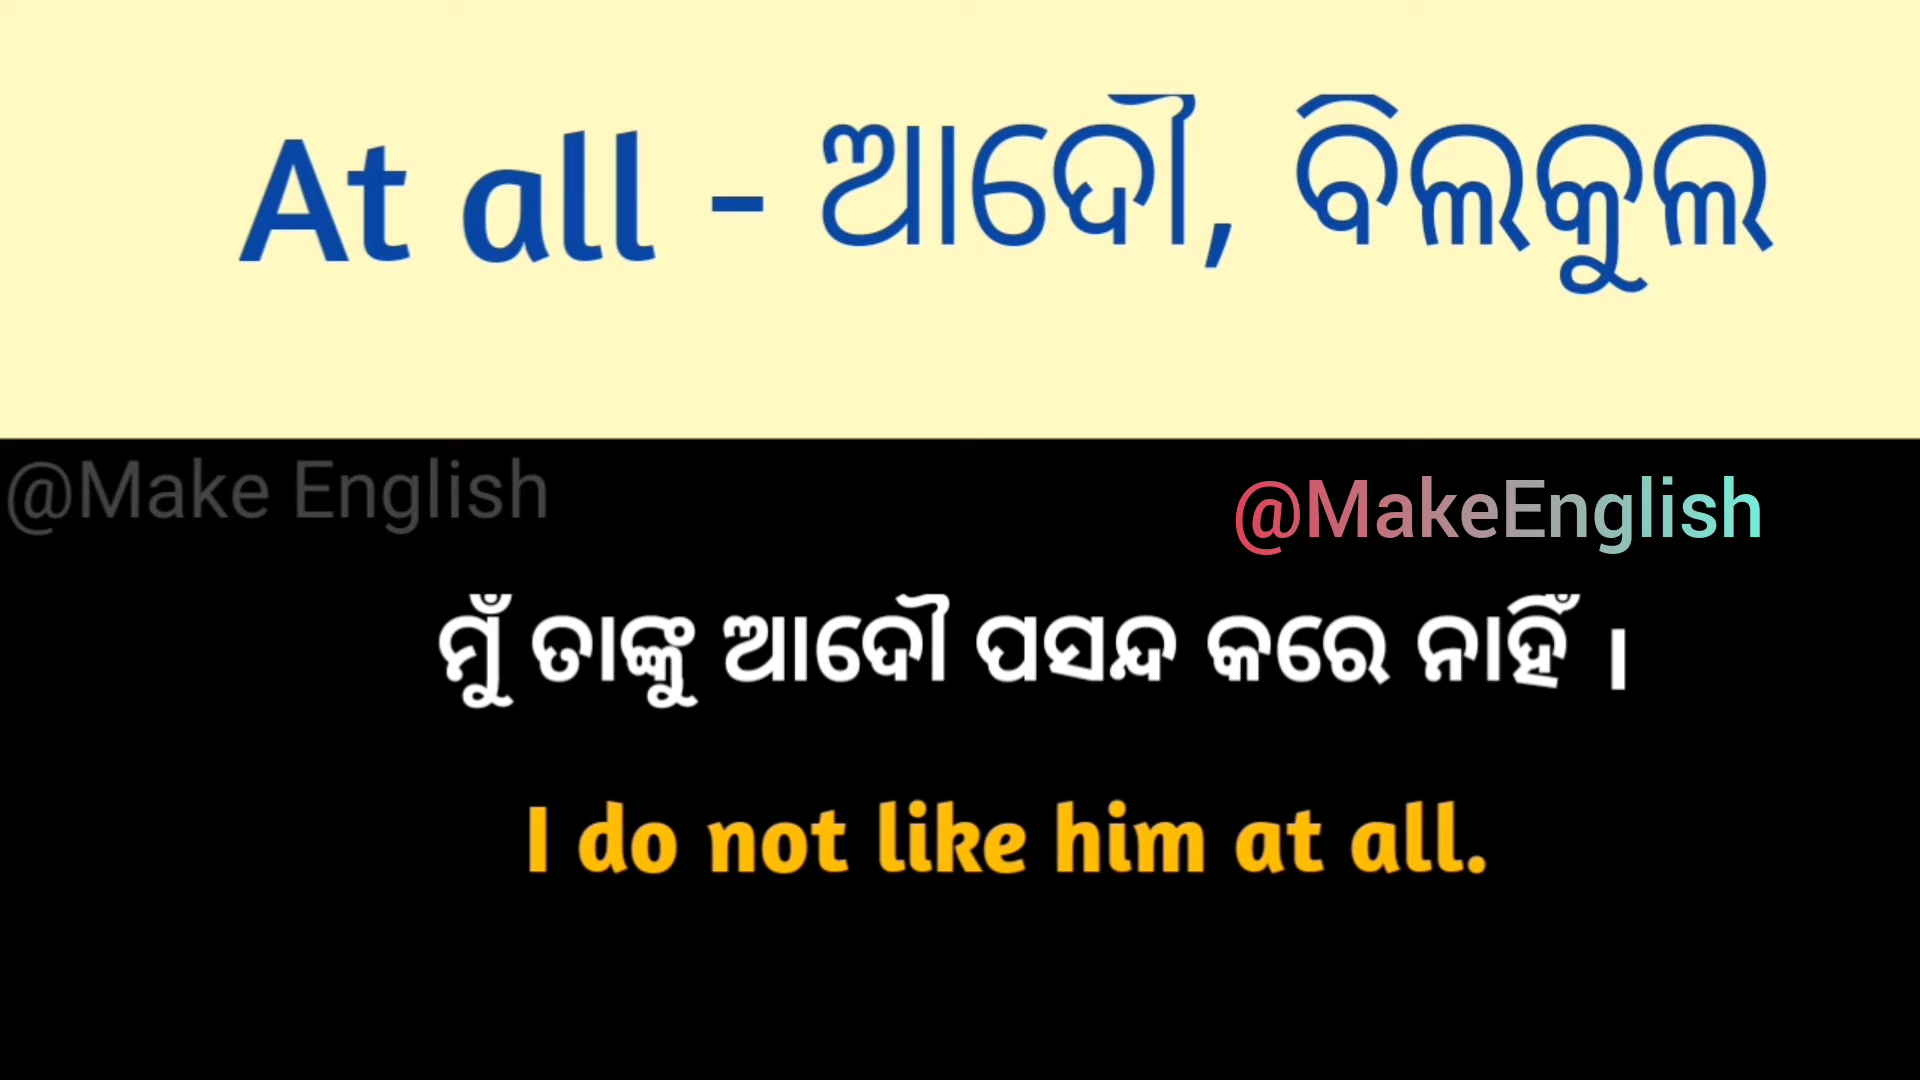 At all - ଆଦୌ, ବିଲକୁଲ
@Make English
@MakeEnglish
ମୁଁ ତାଙ୍କୁ ଆଦୌ ପସନ୍ଦ କରେ ନାହିଁ ।
I do not like him at all.